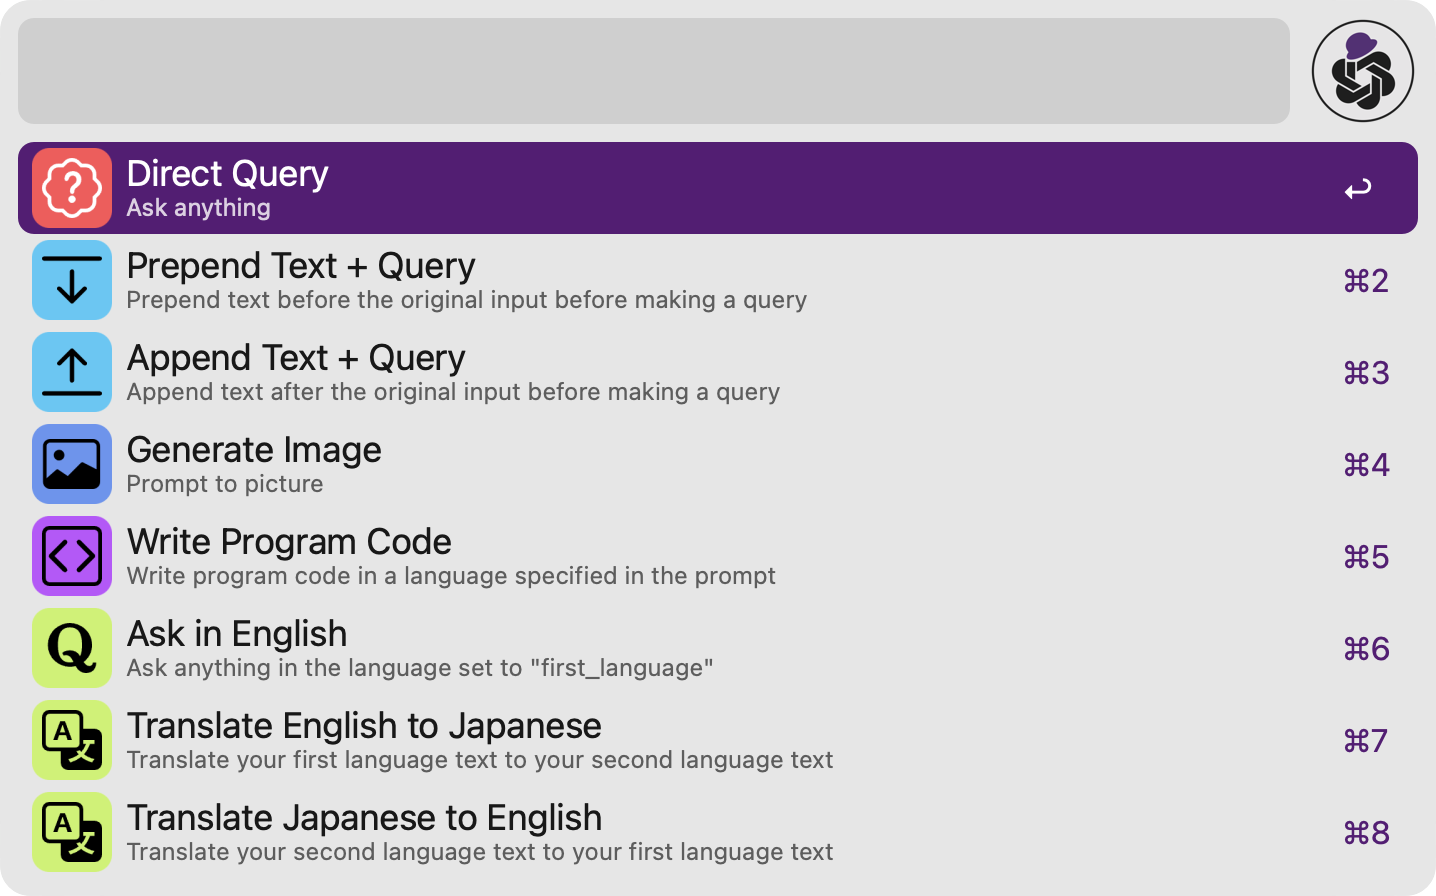 Direct Query
Ask anything
Prepend Text + Query
Prepend text before the original input before making a query
⌘2
Append Text + Query
Append text after the original input before making a query
⌘3
Generate Image
Prompt to picture
⌘4
Write Program Code
Write program code in a language specified in the prompt
⌘5
Q
Ask in English
Ask anything in the language set to "first_language"
⌘6
A
文
Translate English to Japanese
Translate your first language text to your second language text
⌘7
A
文
Translate Japanese to English
Translate your second language text to your first language text
⌘8